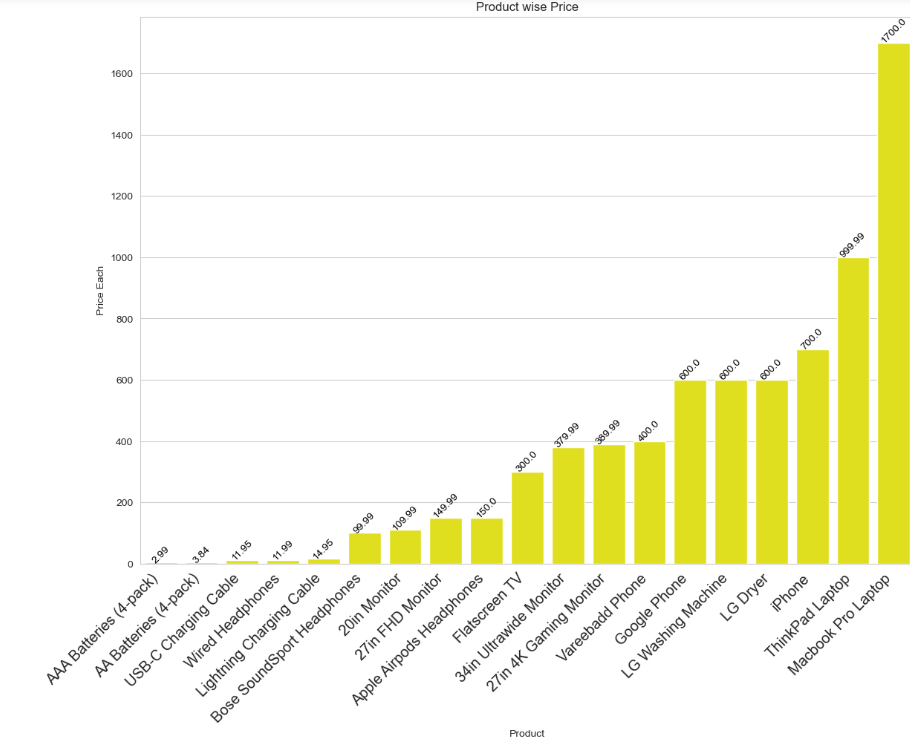 Product wise Price
1700.0
1600
1400
1200
1000
800
600
400
200
0
Price Each
2.99
3.84
11.95
11.99
14.95
99.99
109.99
149.99
150.0
300.0
379.99
389.99
400.0
600.0
600.0
600.0
700.0
999.99
AAA Batteries (4-pack)
AA Batteries (4-pack)
USB-C Charging Cable
Wired Headphones
Lightning Charging Cable
Bose SoundSport Headphones
20in Monitor
27in FHD Monitor
Apple Airpods Headphones
Flatscreen TV
34in Ultrawide Monitor
27in 4K Gaming Monitor
Vareebadd Phone
Google Phone
LG Washing Machine
LG Dryer
iPhone
ThinkPad Laptop
Macbook Pro Laptop
Product